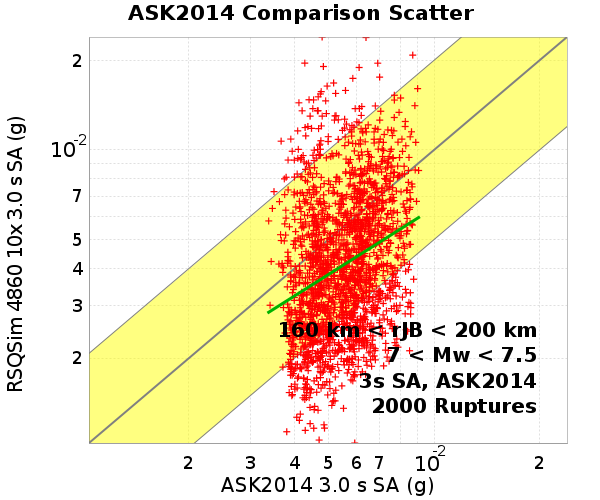 ASK2014 Comparison Scatter
RSQSim 4860 10x 3.0 s SA (g)
2
10-2
7
5
4
3
2
160 km < rJB < 200 km
7 < Mw < 7.5
3s SA, ASK2014
2000 Ruptures
2 3 4 5 6 7 10-2 2
ASK2014 3.0 s SA (g)